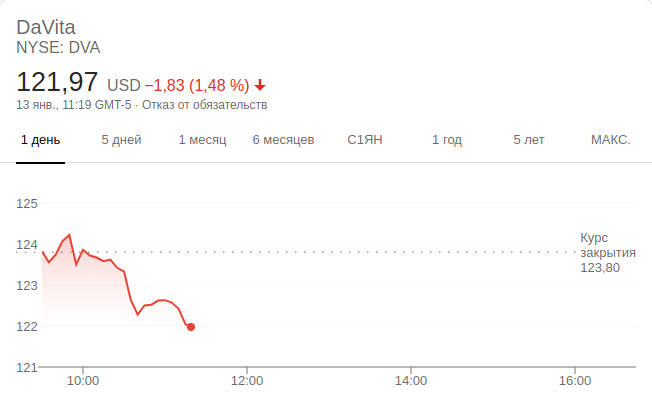 DaVita
NYSE: DVA
121,97 USD −1,83 (1,48 %)
13 янв., 11:19 GMT-5 · Отказ от обязательств
1 день 5 дней 1 месяц 6 месяцев С1ЯН 1 год 5 лет МАКС.
125
124
123
122
121
Курс
закрытия
123,80
10:00 12:00 14:00 16:00